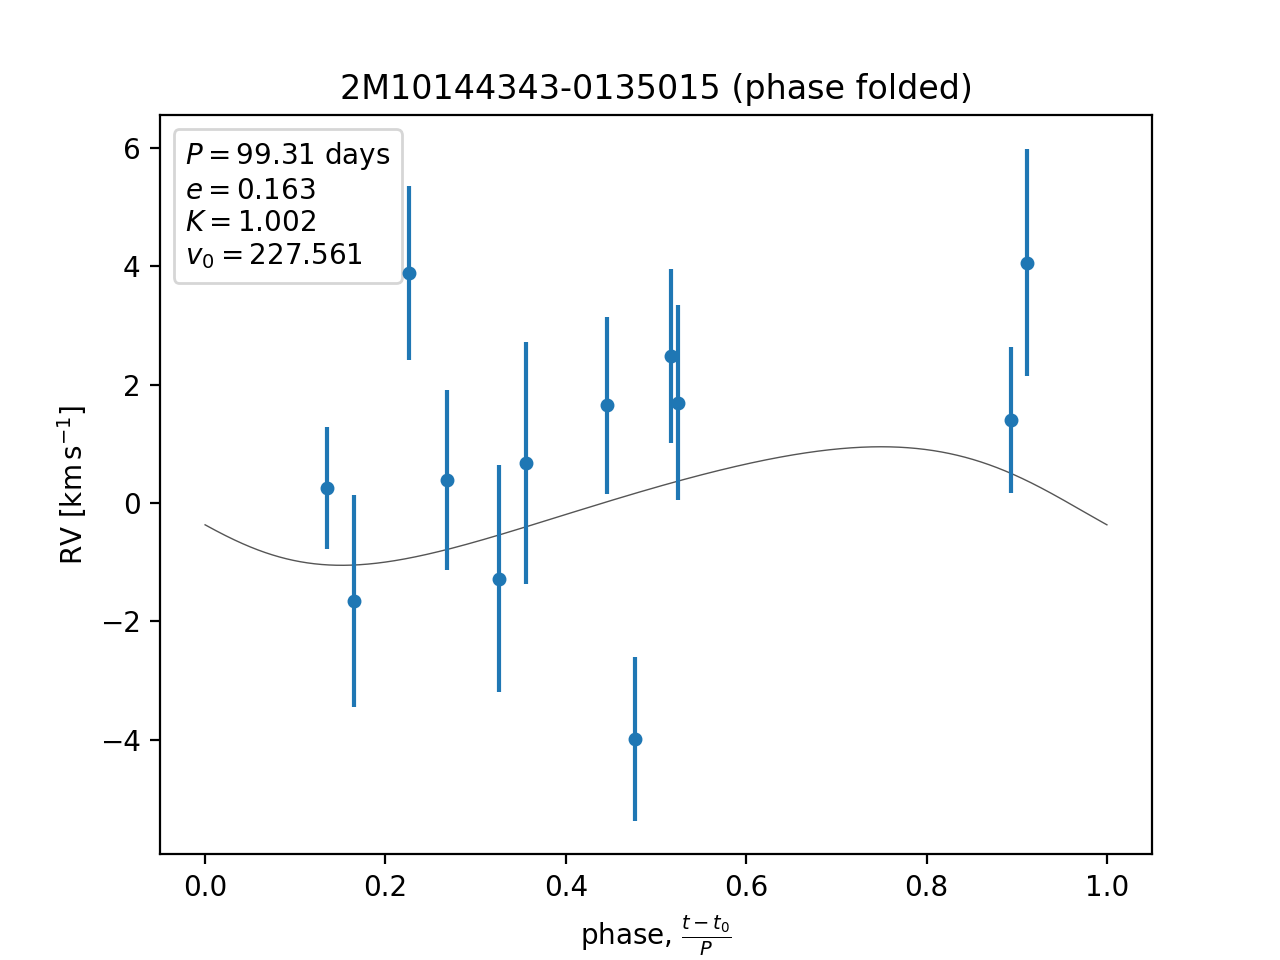 2M10144343-0135015 (phase folded)
P = 99.31 days
e = 0.163
K = 1.002
v₀ = 227.561
RV [km s⁻¹]
6
4
2
0
−2
−4
0.0 0.2 0.4 0.6 0.8 1.0
phase, (t − t₀)/P